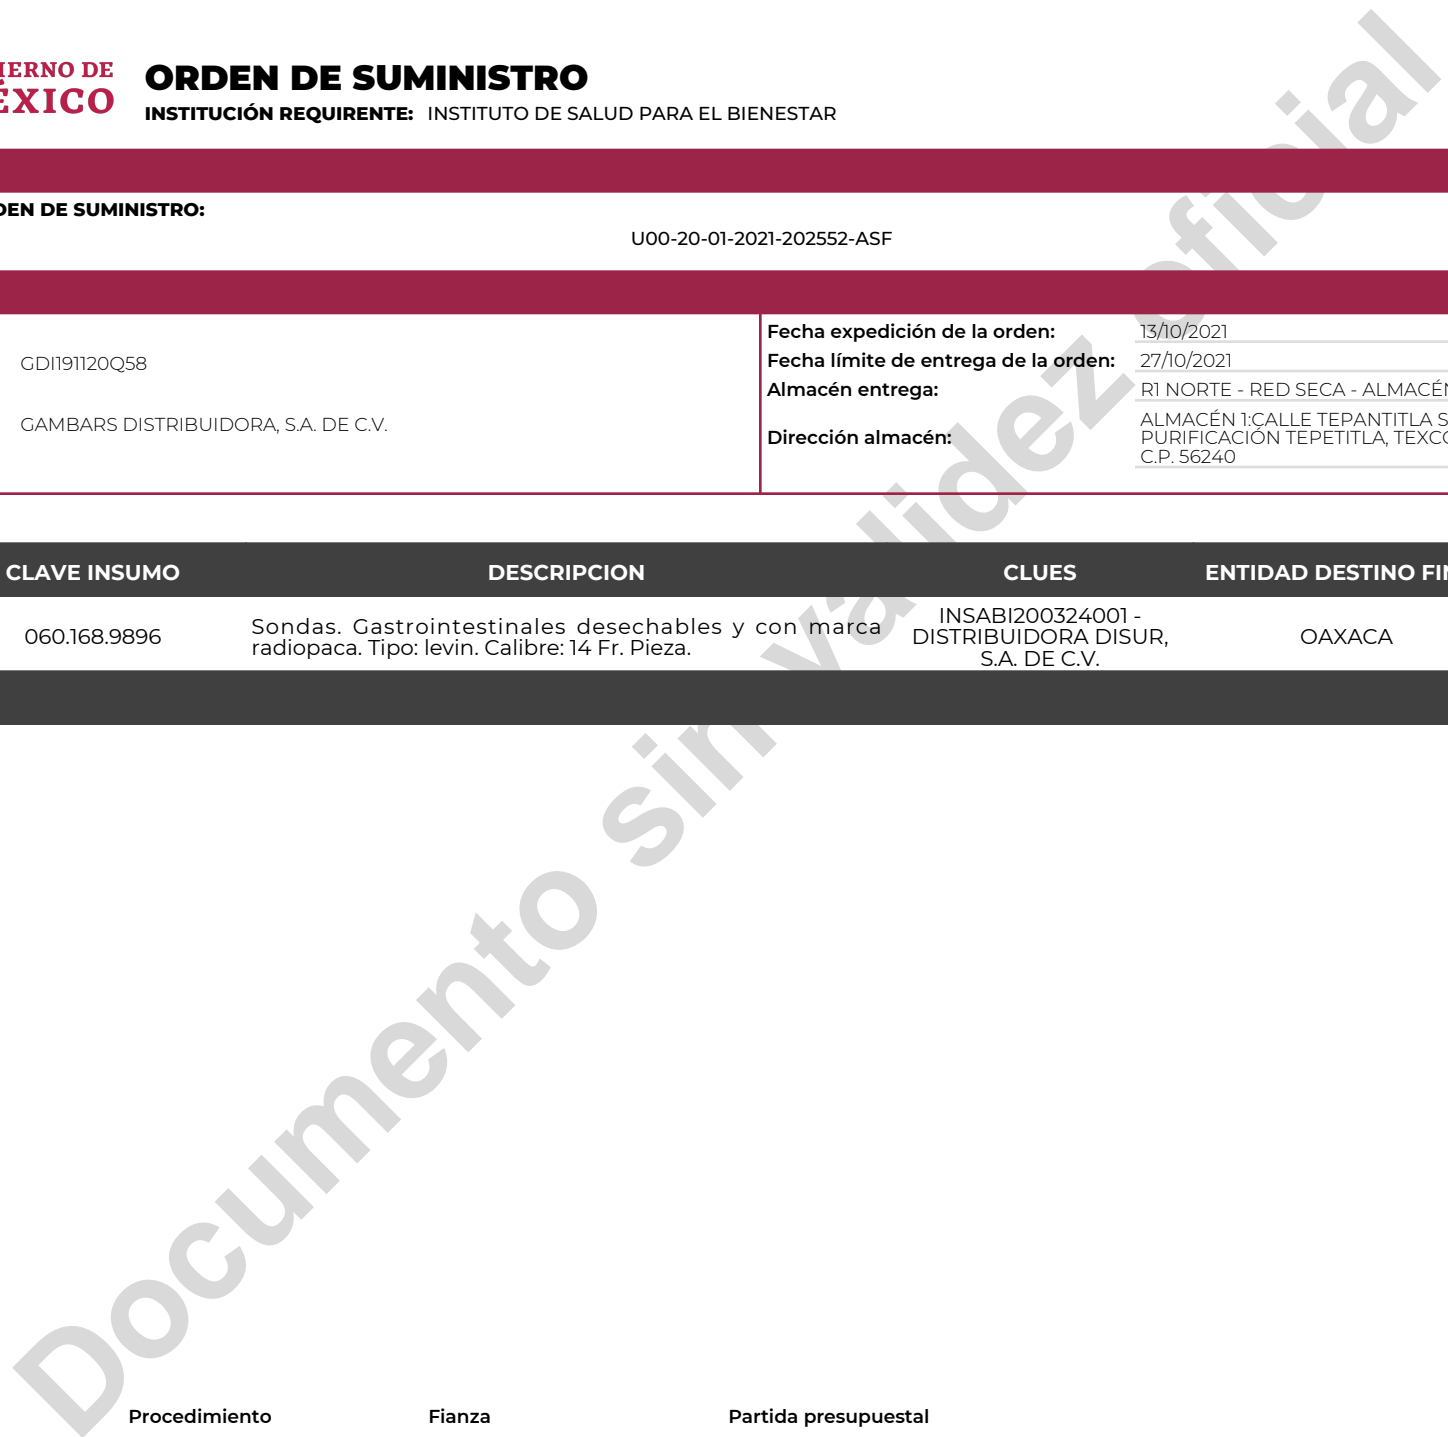 IERNO DE
ÉXICO
ORDEN DE SUMINISTRO
INSTITUCIÓN REQUIRENTE: INSTITUTO DE SALUD PARA EL BIENESTAR
DEN DE SUMINISTRO:
U00-20-01-2021-202552-ASF
GDI191120Q58
GAMBARS DISTRIBUIDORA, S.A. DE C.V.
Fecha expedición de la orden: 13/10/2021
Fecha límite de entrega de la orden: 27/10/2021
Almacén entrega: R1 NORTE - RED SECA - ALMACÉN
Dirección almacén: ALMACÉN 1:CALLE TEPANTITLA S
PURIFICACIÓN TEPETITLA, TEXCO
C.P. 56240
CLAVE INSUMO DESCRIPCION CLUES ENTIDAD DESTINO FIN
060.168.9896
Sondas. Gastrointestinales desechables y con marca
radiopaca. Tipo: levin. Calibre: 14 Fr. Pieza.
INSABI200324001 -
DISTRIBUIDORA DISUR,
S.A. DE C.V.
OAXACA
Documento sin validez oficial
Procedimiento Fianza Partida presupuestal